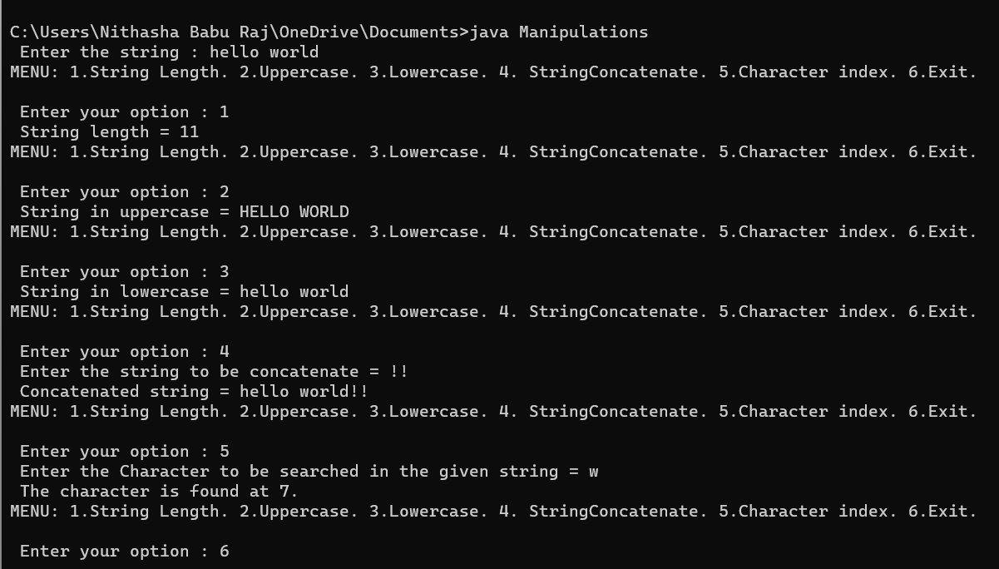 C:\Users\Nithasha Babu Raj\OneDrive\Documents>java Manipulations
Enter the string : hello world
MENU: 1.String Length. 2.Uppercase. 3.Lowercase. 4. StringConcatenate. 5.Character index. 6.Exit.
Enter your option : 1
String length = 11
MENU: 1.String Length. 2.Uppercase. 3.Lowercase. 4. StringConcatenate. 5.Character index. 6.Exit.
Enter your option : 2
String in uppercase = HELLO WORLD
MENU: 1.String Length. 2.Uppercase. 3.Lowercase. 4. StringConcatenate. 5.Character index. 6.Exit.
Enter your option : 3
String in lowercase = hello world
MENU: 1.String Length. 2.Uppercase. 3.Lowercase. 4. StringConcatenate. 5.Character index. 6.Exit.
Enter your option : 4
Enter the string to be concatenate = !!
Concatenated string = hello world!!
MENU: 1.String Length. 2.Uppercase. 3.Lowercase. 4. StringConcatenate. 5.Character index. 6.Exit.
Enter your option : 5
Enter the Character to be searched in the given string = w
The character is found at 7.
MENU: 1.String Length. 2.Uppercase. 3.Lowercase. 4. StringConcatenate. 5.Character index. 6.Exit.
Enter your option : 6